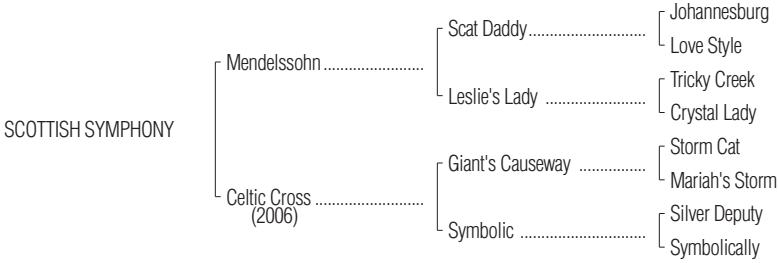 Johannesburg
Scat Daddy
Love Style
Mendelssohn
Tricky Creek
Leslie's Lady
Crystal Lady
SCOTTISH SYMPHONY
Storm Cat
Giant's Causeway
Mariah's Storm
Celtic Cross
(2006)
Silver Deputy
Symbolic
Symbolically